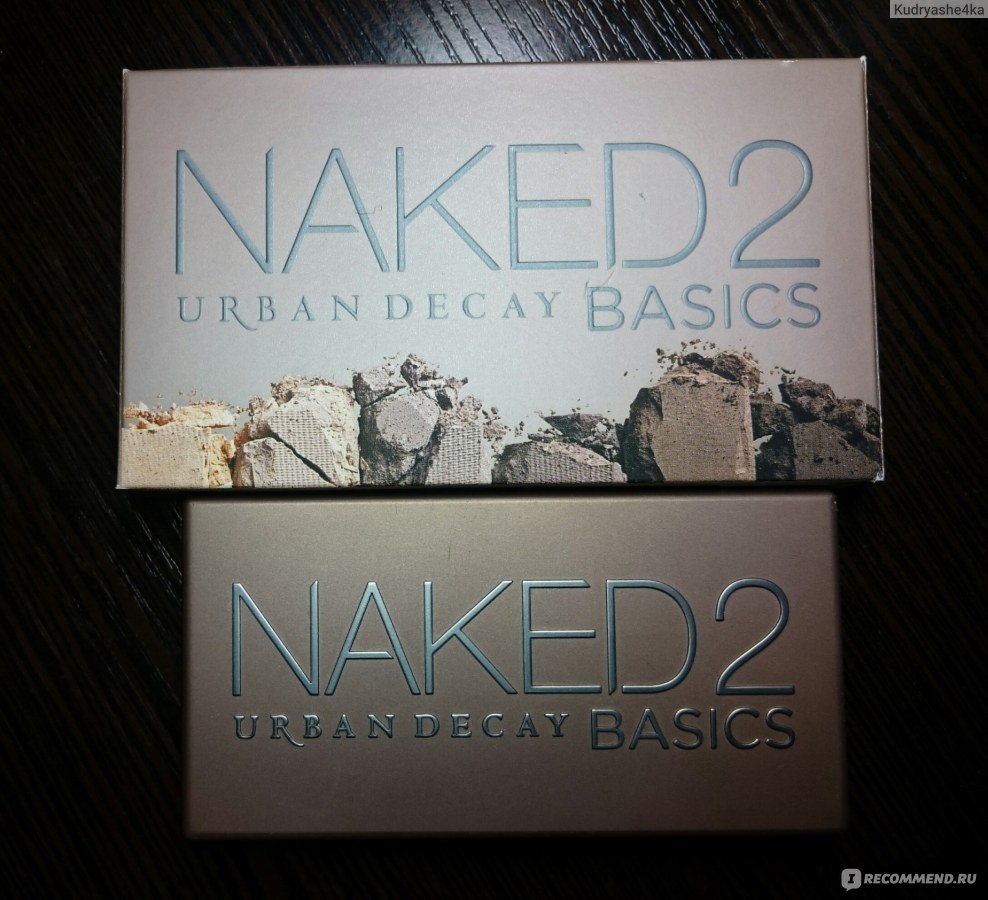 Kudryashe4ka
NAKED2
URBAN DECAY BASICS
NAKED2
URBAN DECAY BASICS
I RECOMMEND.RU